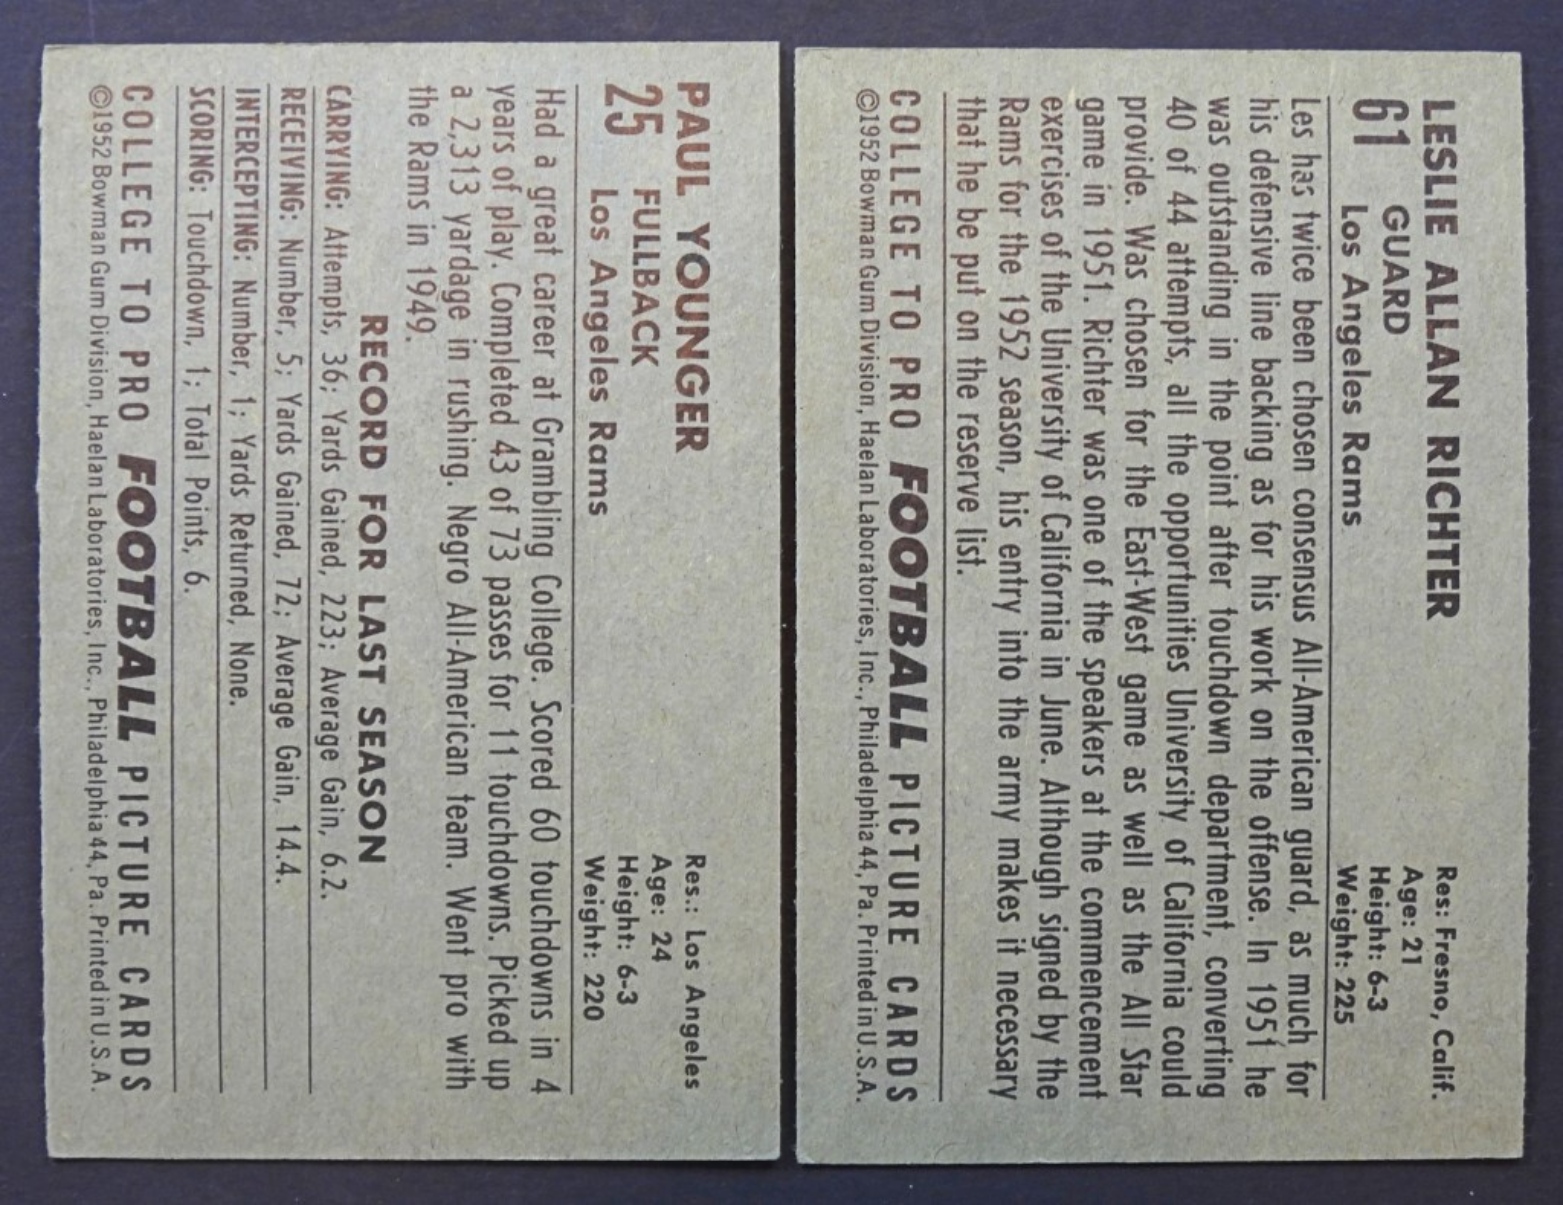 LESLIE ALLAN RICHTER
61 GUARD
Los Angeles Rams
Res: Fresno, Calif.
Age: 21
Height: 6-3
Weight: 225
Les has twice been chosen consensus All-American guard, as much for
his defensive line backing as for his work on the offense. In 1951 he
was outstanding in the point after touchdown department, converting
40 of 44 attempts, all the opportunities University of California could
provide. Was chosen for the East-West game as well as the All Star
game in 1951. Richter was one of the speakers at the commencement
exercises of the University of California in June. Although signed by the
Rams for the 1952 season, his entry into the army makes it necessary
that he be put on the reserve list.
COLLEGE TO PRO FOOTBALL PICTURE CARDS
©1952 Bowman Gum Division, Haelan Laboratories, Inc., Philadelphia 44, Pa. Printed in U.S.A.
PAUL YOUNGER
25 FULLBACK
Los Angeles Rams
Res.: Los Angeles
Age: 24
Height: 6-3
Weight: 220
Had a great career at Grambling College. Scored 60 touchdowns in 4
years of play. Completed 43 of 73 passes for 11 touchdowns. Picked up
a 2,313 yardage in rushing. Negro All-American team. Went pro with
the Rams in 1949.
RECORD FOR LAST SEASON
CARRYING: Attempts, 36; Yards Gained, 223; Average Gain, 6.2.
RECEIVING: Number, 5; Yards Gained, 72; Average Gain, 14.4.
INTERCEPTING: Number, 1; Yards Returned, None.
SCORING: Touchdown, 1; Total Points, 6.
COLLEGE TO PRO FOOTBALL PICTURE CARDS
©1952 Bowman Gum Division, Haelan Laboratories, Inc., Philadelphia 44, Pa. Printed in U.S.A.